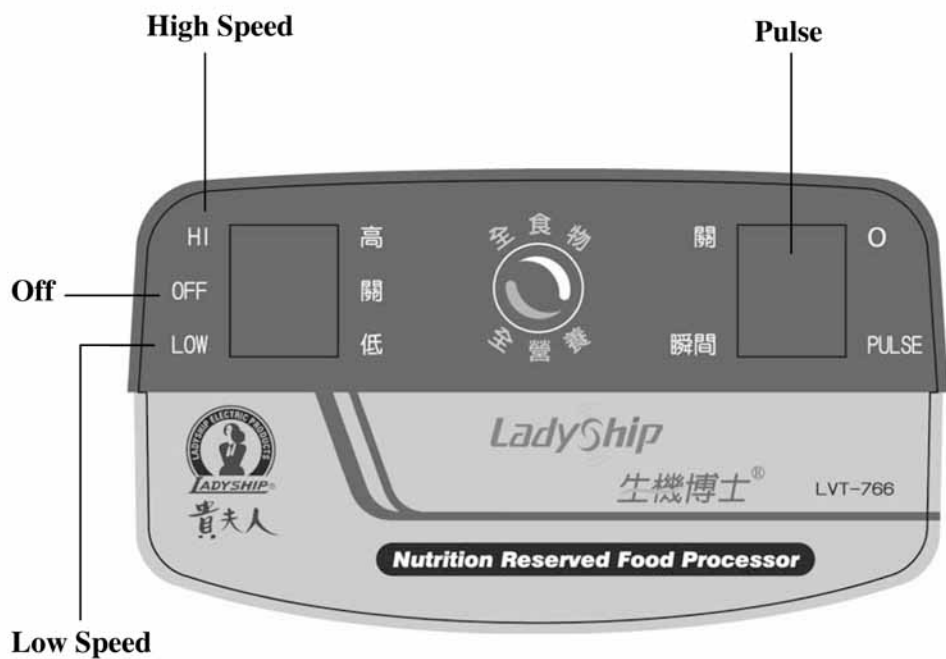 High Speed
Pulse
HI
高
全食物
關
O
Off
OFF
關
LOW
低
全營養
瞬間
PULSE
LADYSHIP ELECTRIC PRODUCTS
LADYSHIP®
貴夫人
LadyShip
生機博士®
LVT-766
Nutrition Reserved Food Processor
Low Speed